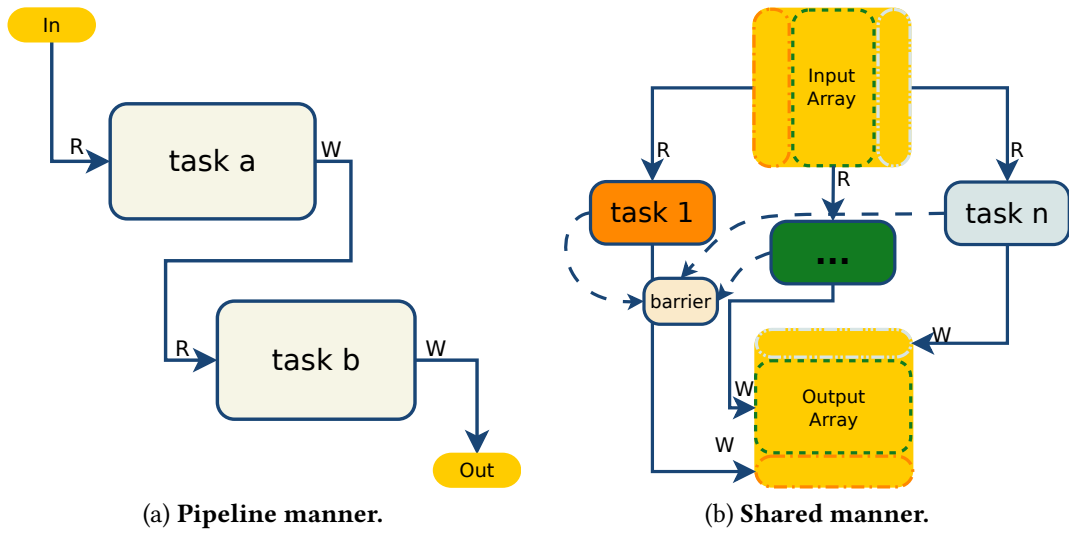 In
R
task a
W
R
task b
W
Out
(a) Pipeline manner.
Input
Array
R
R
R
task 1
...
task n
barrier
W
W
W
Output
Array
(b) Shared manner.